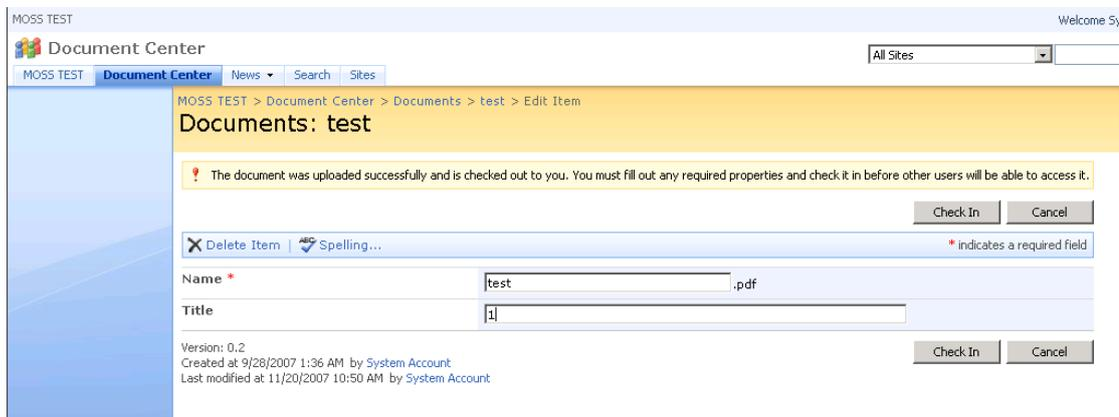 MOSS TEST
Welcome Sy
Document Center
All Sites
MOSS TEST Document Center News Search Sites
MOSS TEST > Document Center > Documents > test > Edit Item
Documents: test
The document was uploaded successfully and is checked out to you. You must fill out any required properties and check it in before other users will be able to access it.
Check In Cancel
Delete Item | ABC Spelling... * indicates a required field
Name * test .pdf
Title 1
Version: 0.2
Created at 9/28/2007 1:36 AM by System Account
Last modified at 11/20/2007 10:50 AM by System Account
Check In Cancel